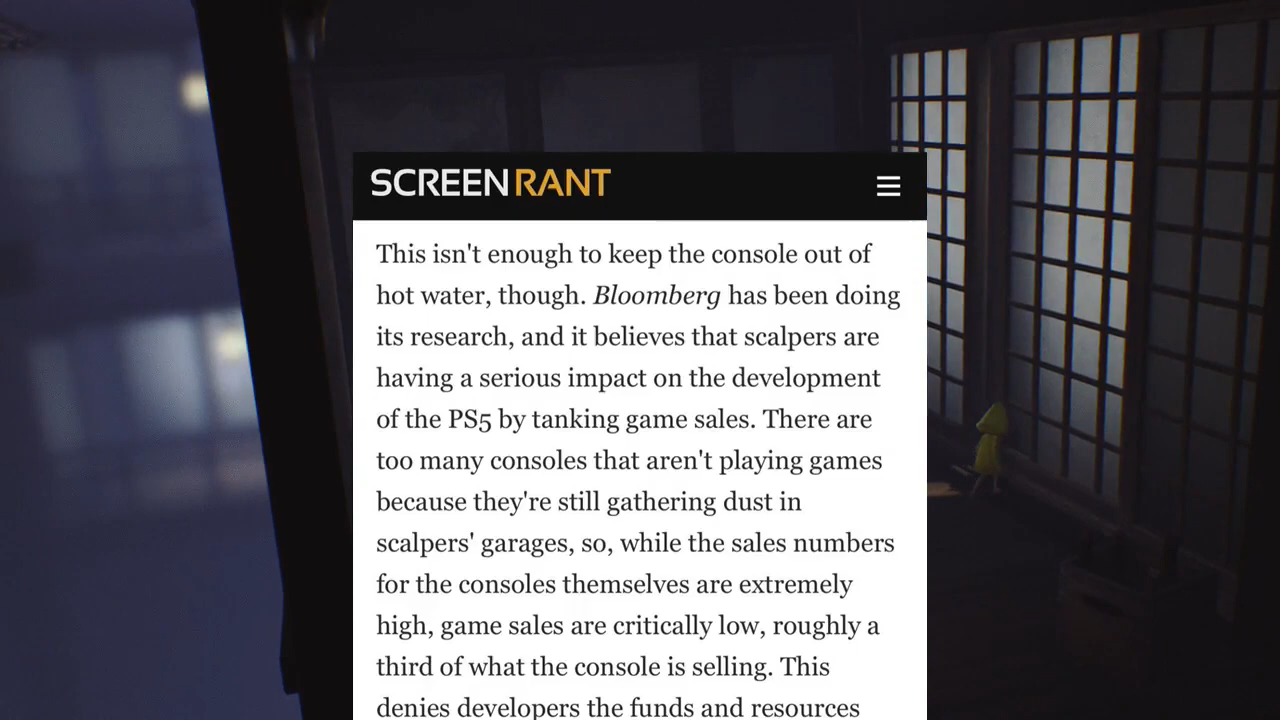 SCREENRANT
This isn't enough to keep the console out of
hot water, though. Bloomberg has been doing
its research, and it believes that scalpers are
having a serious impact on the development
of the PS5 by tanking game sales. There are
too many consoles that aren't playing games
because they're still gathering dust in
scalpers' garages, so, while the sales numbers
for the consoles themselves are extremely
high, game sales are critically low, roughly a
third of what the console is selling. This
denies developers the funds and resources